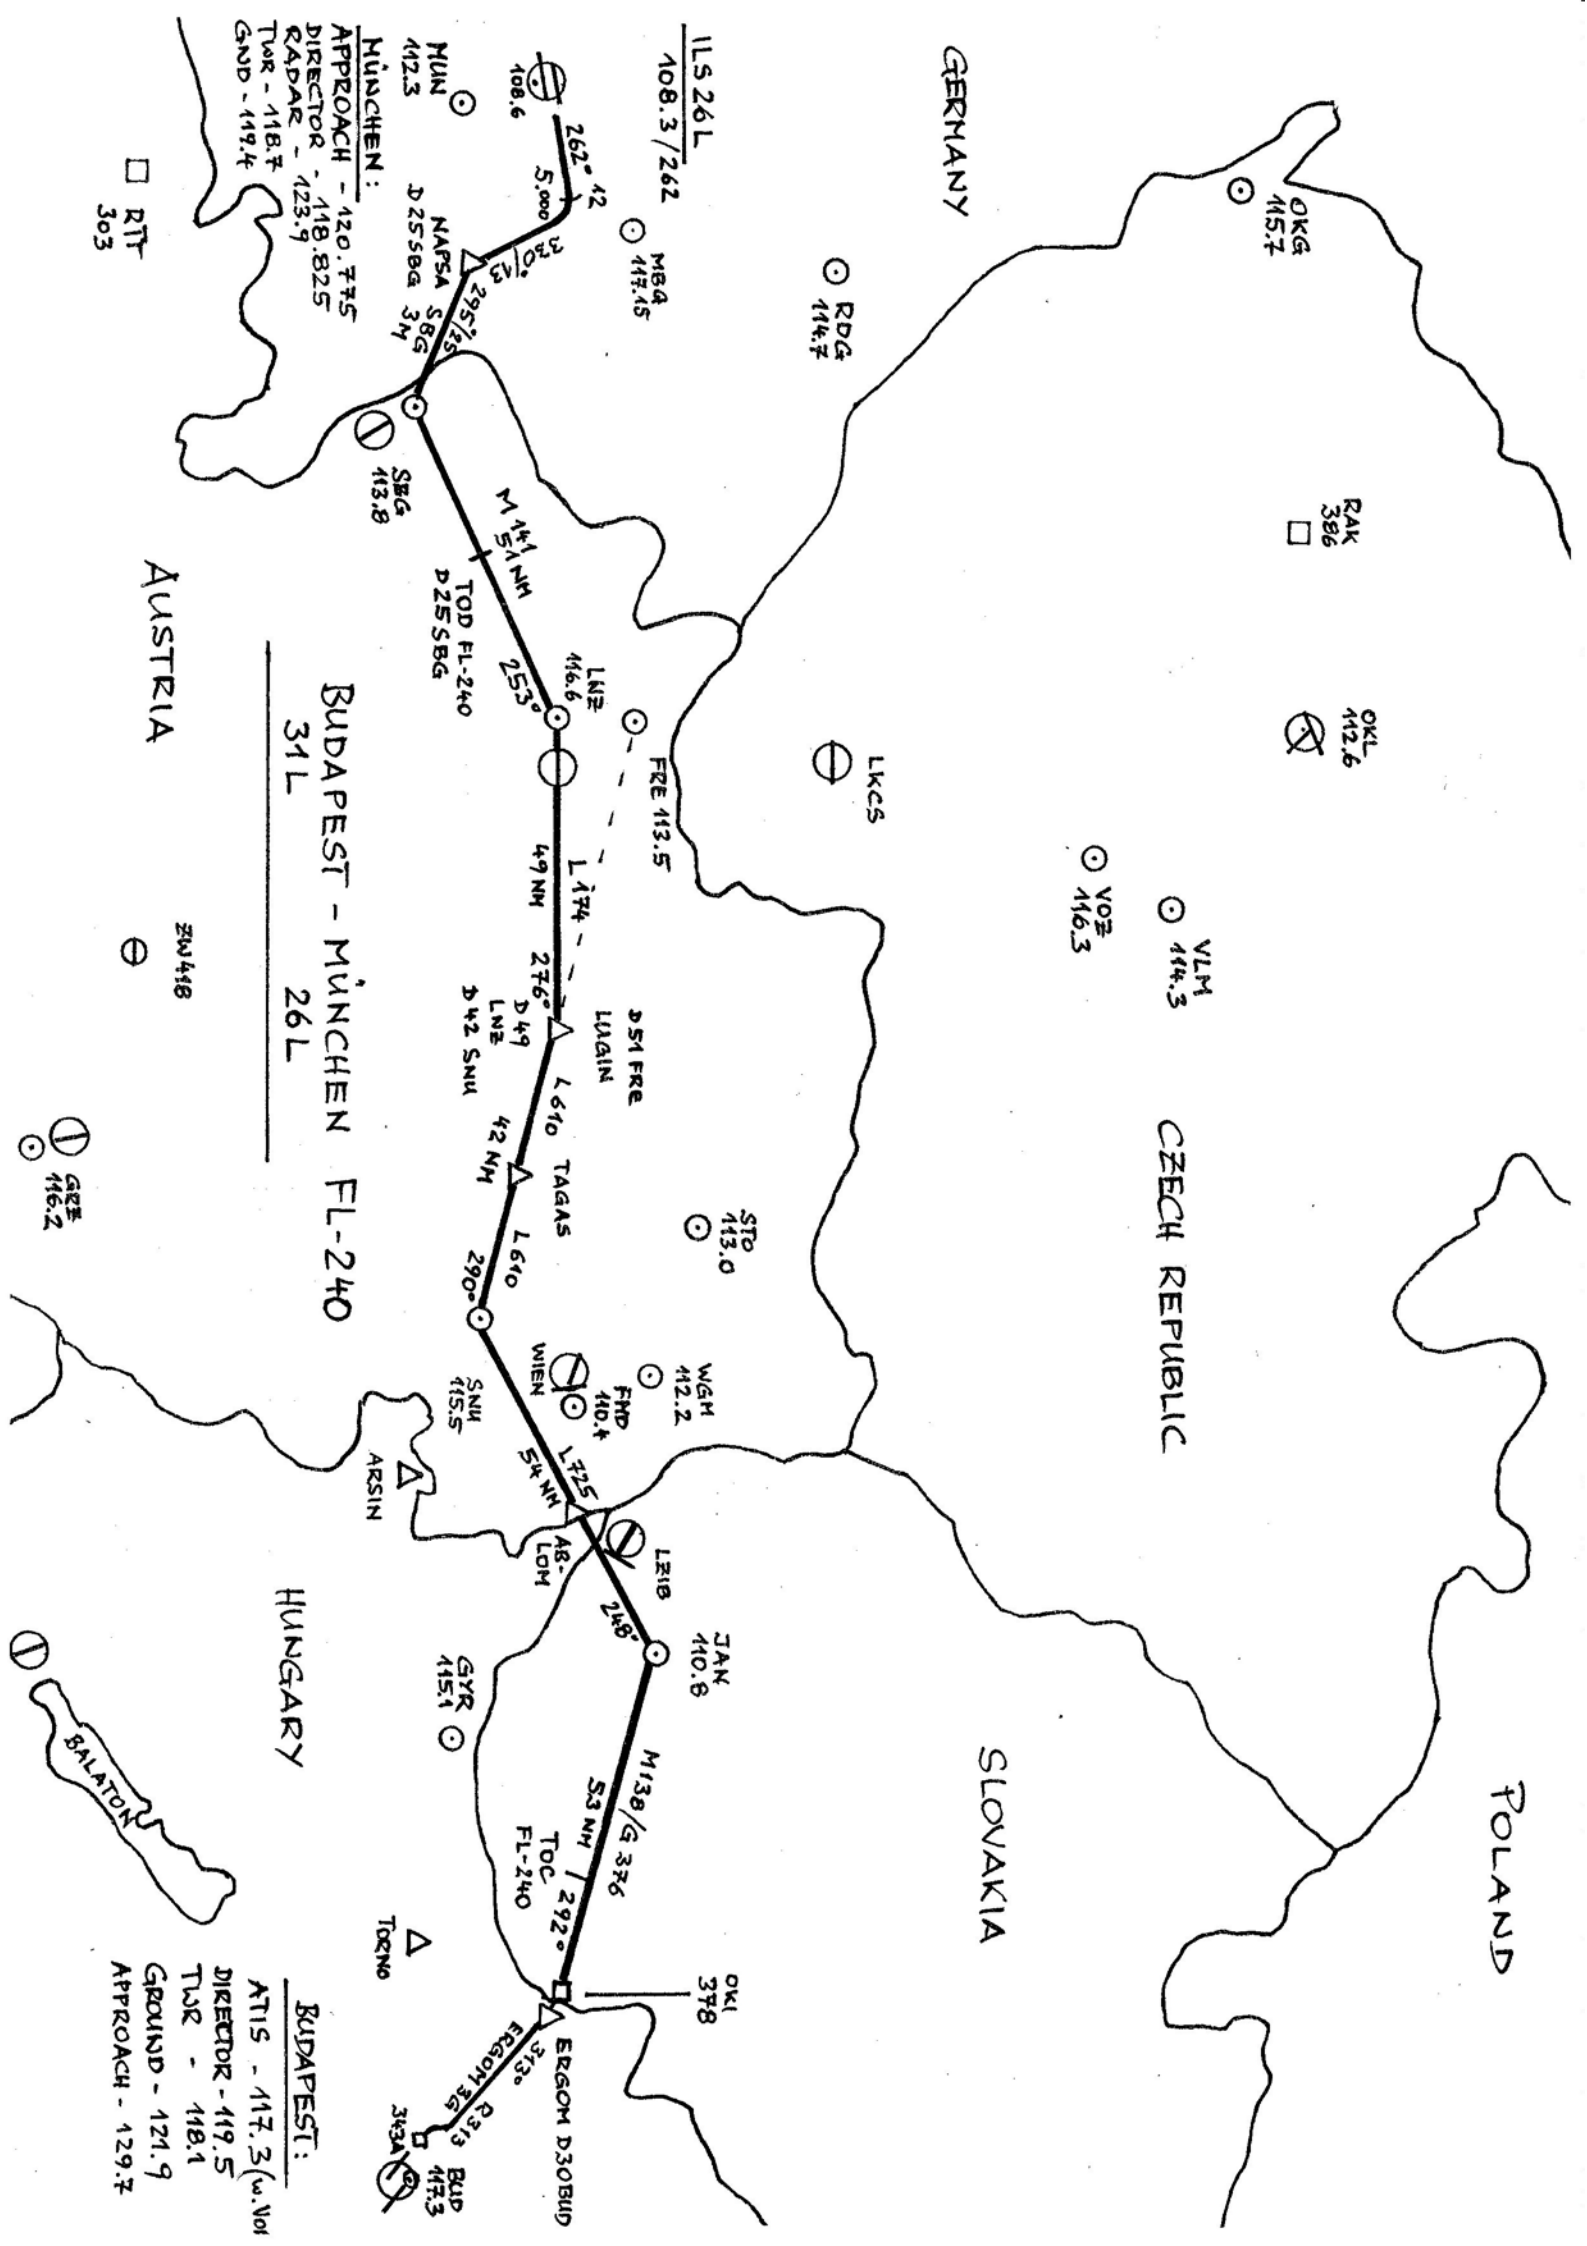 GERMANY
ILS 26L
108.3/262
108.6
MUN
112.3
MÜNCHEN:
APPROACH - 120.775
DIRECTOR - 118.825
RADAR - 123.9
TWR - 118.7
GND - 119.4
RTT
303
262° 12
5.000
330°/13
NAPSA
D25SBG
295°/25
SBG
3M
MBG
117.15
RDG
114.7
OKG
115.7
RAK
386
OKL
112.6
VOZ
116.3
VLM
114.3
LKCS
SBG
113.8
M 141
51 NM
TOD FL-240
D25SBG
253°
LNZ
116.6
FRE 113.5
L 174
49 NM
276°
D49
LNZ
D42 SNU
D51FRE
LUGIN
L610
42 NM
TAGAS
L610
290°
AUSTRIA
BUDAPEST - MÜNCHEN FL-240
31L 26L
ZW418
GRZ
116.2
STO
113.0
CZECH REPUBLIC
WGM
112.2
FMD
110.4
WIEN
SNU
115.5
L725
54 NM
ARSIN
AB-
LOM
LZIB
248°
JAN
110.8
GYR
115.1
HUNGARY
BALATON
M138/G376
53 NM
TOC
FL-240
292°
SLOVAKIA
POLAND
TORNO
OKI
378
ERGOM D30BUD
313°
ERGOM 3G
R313
343A
BUD
117.3
BUDAPEST:
ATIS - 117.3 (w. Vor
DIRECTOR - 119.5
TWR - 118.1
GROUND - 121.9
APPROACH - 129.7